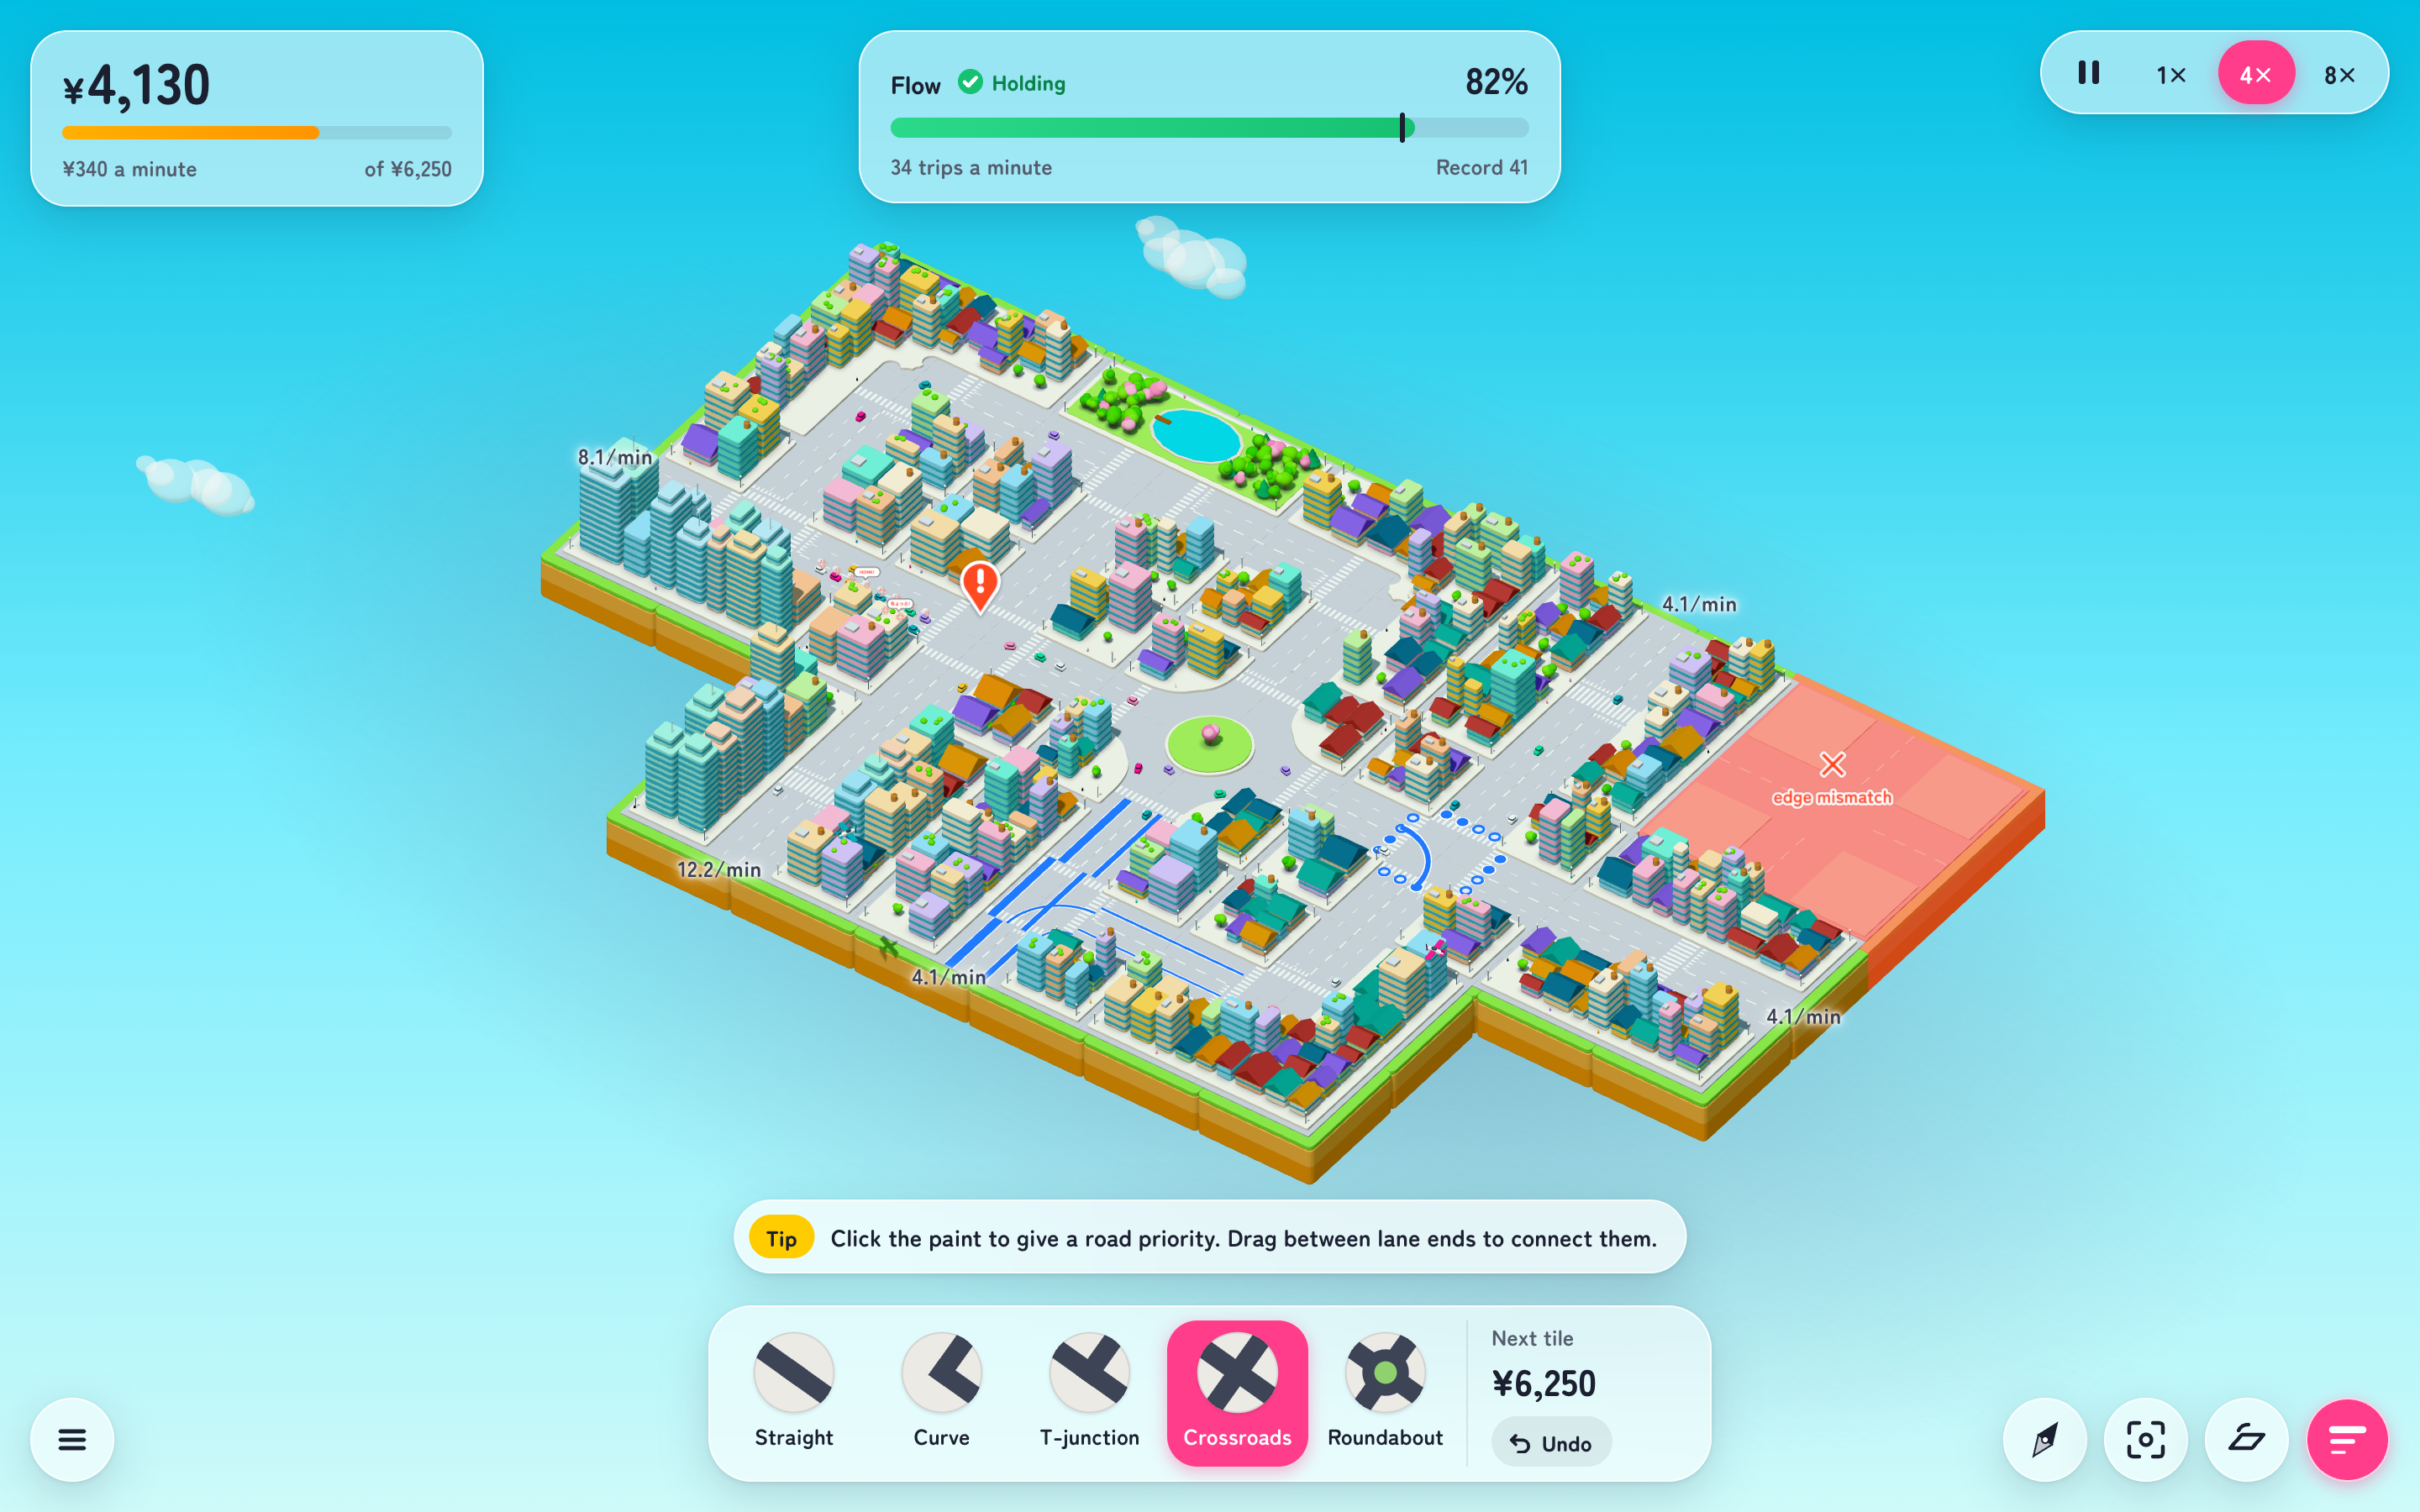 ¥4,130
¥340 a minute
of ¥6,250
Flow
Holding
82%
34 trips a minute
Record 41
1×
4×
8×
8.1/min
4.1/min
edge mismatch
12.2/min
4.1/min
4.1/min
Tip
Click the paint to give a road priority. Drag between lane ends to connect them.
Straight
Curve
T-junction
Crossroads
Roundabout
Next tile
¥6,250
Undo